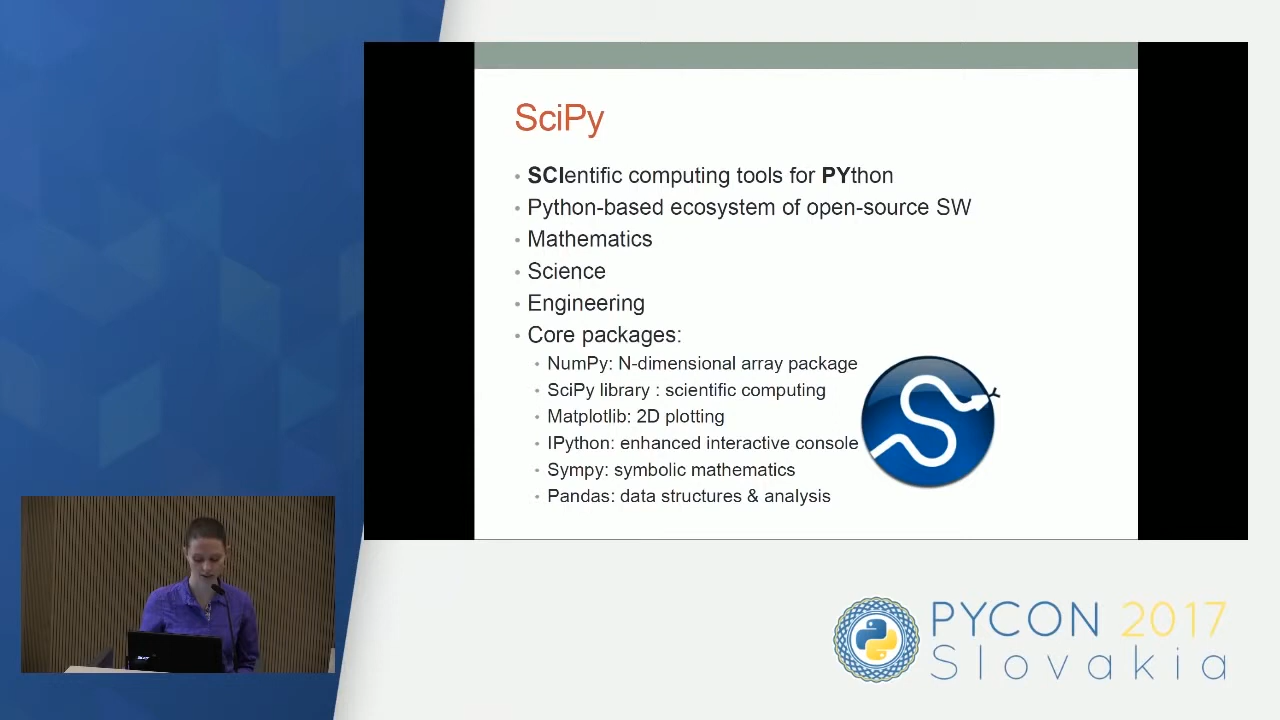 SciPy
• SCIentific computing tools for PYthon
• Python-based ecosystem of open-source SW
• Mathematics
• Science
• Engineering
• Core packages:
• NumPy: N-dimensional array package
• SciPy library : scientific computing
• Matplotlib: 2D plotting
• IPython: enhanced interactive console
• Sympy: symbolic mathematics
• Pandas: data structures & analysis
PYCON 2017
Slovakia